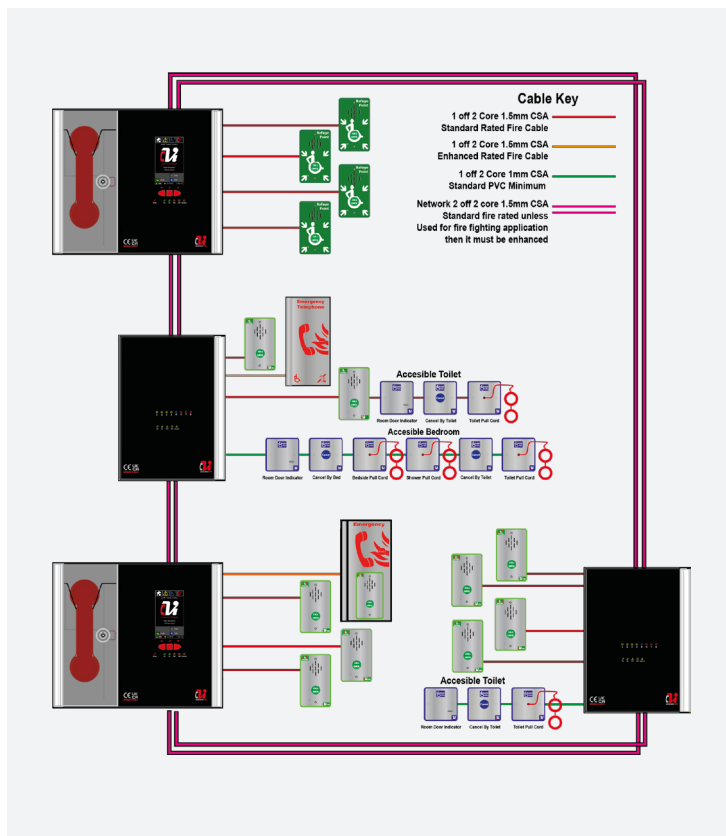 Cable Key
1 off 2 Core 1.5mm CSA
Standard Rated Fire Cable
1 off 2 Core 1.5mm CSA
Enhanced Rated Fire Cable
1 off 2 Core 1mm CSA
Standard PVC Minimum
Network 2 off 2 core 1.5mm CSA
Standard fire rated unless
Used for fire fighting application
then it must be enhanced
Refuge
Point
Refuge
Point
Refuge
Point
Refuge
Point
Emergency
Telephone
Accesible Toilet
Room Door Indicator
Cancel By Toilet
Toilet Pull Cord
Accesible Bedroom
Room Door Indicator
Cancel By Bed
Bedside Pull Cord
Shower Pull Cord
Cancel By Toilet
Toilet Pull Cord
Emergency
Accesible Toilet
Room Door Indicator
Cancel By Toilet
Toilet Pull Cord